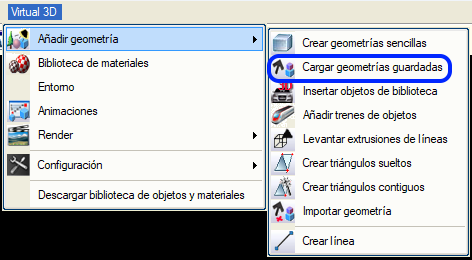 Virtual 3D
Añadir geometría
Biblioteca de materiales
Entorno
Animaciones
Render
Configuración
Descargar biblioteca de objetos y materiales
Crear geometrías sencillas
Cargar geometrías guardadas
Insertar objetos de biblioteca
Añadir trenes de objetos
Levantar extrusiones de líneas
Crear triángulos sueltos
Crear triángulos contiguos
Importar geometría
Crear línea